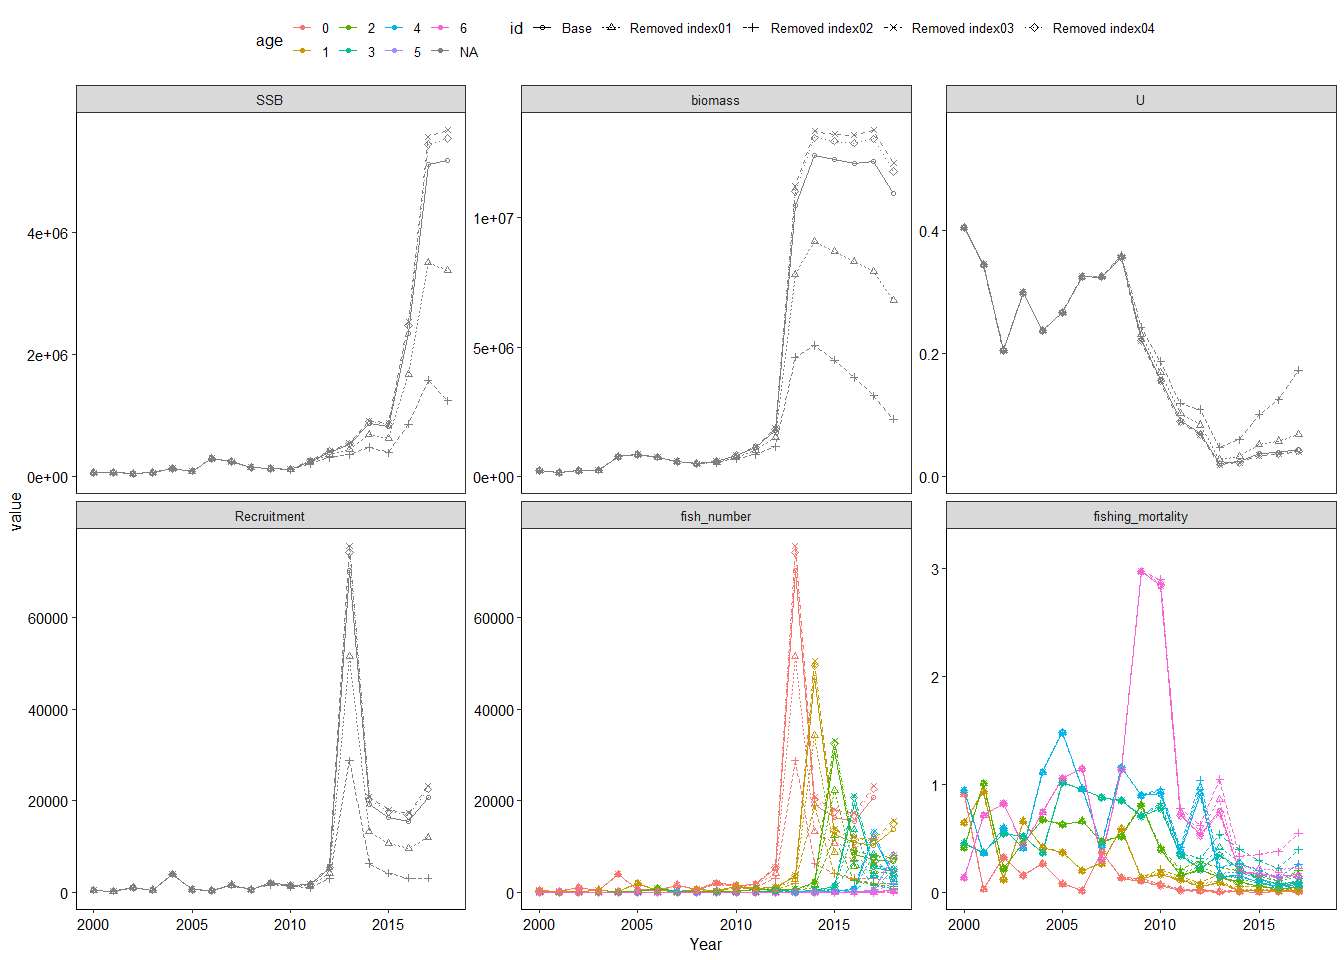 age 0 2 4 6 id Base Removed index01 Removed index02 Removed index03 Removed index04
1 3 5 NA
SSB biomass U
4e+06
2e+06
0e+00
1e+07
5e+06
0e+00
0.4
0.2
0.0
value
Recruitment fish_number fishing_mortality
60000
40000
20000
0
60000
40000
20000
0
3
2
1
0
2000 2005 2010 2015 2000 2005 2010 2015 2000 2005 2010 2015
Year